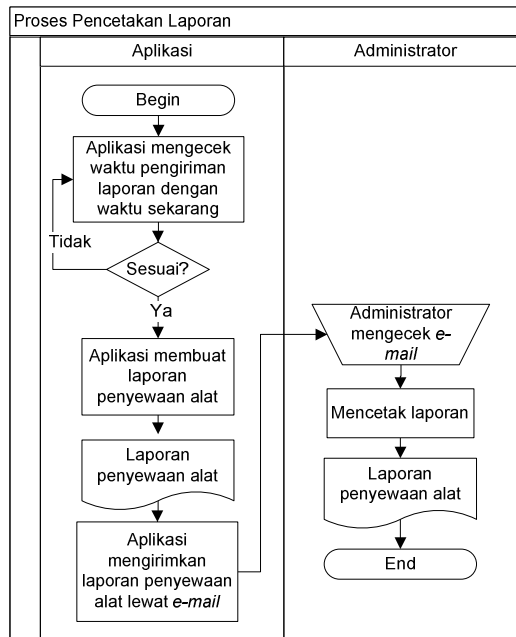 Proses Pencetakan Laporan
Aplikasi
Administrator
Begin
Aplikasi mengecek
waktu pengiriman
laporan dengan
waktu sekarang
Tidak
Sesuai?
Ya
Aplikasi membuat
laporan
penyewaan alat
Laporan
penyewaan alat
Aplikasi
mengirimkan
laporan penyewaan
alat lewat e-mail
Administrator
mengecek e-
mail
Mencetak laporan
Laporan
penyewaan alat
End